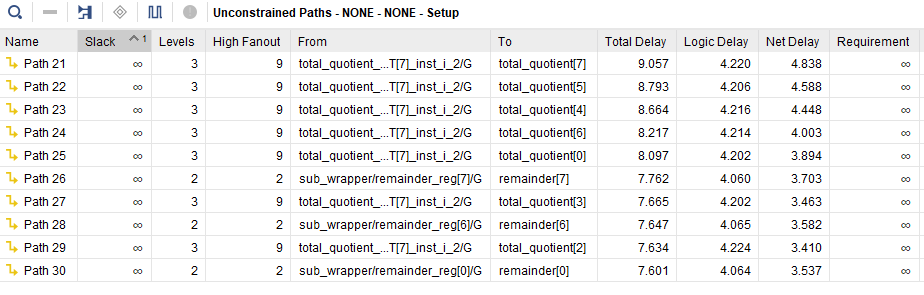 Unconstrained Paths - NONE - NONE - Setup
Name Slack 1 Levels High Fanout From To Total Delay Logic Delay Net Delay Requirement
Path 21 ∞ 3 9 total_quotient_...T[7]_inst_i_2/G total_quotient[7] 9.057 4.220 4.838 ∞
Path 22 ∞ 3 9 total_quotient_...T[7]_inst_i_2/G total_quotient[5] 8.793 4.206 4.588 ∞
Path 23 ∞ 3 9 total_quotient_...T[7]_inst_i_2/G total_quotient[4] 8.664 4.216 4.448 ∞
Path 24 ∞ 3 9 total_quotient_...T[7]_inst_i_2/G total_quotient[6] 8.217 4.214 4.003 ∞
Path 25 ∞ 3 9 total_quotient_...T[7]_inst_i_2/G total_quotient[0] 8.097 4.202 3.894 ∞
Path 26 ∞ 2 2 sub_wrapper/remainder_reg[7]/G remainder[7] 7.762 4.060 3.703 ∞
Path 27 ∞ 3 9 total_quotient_...T[7]_inst_i_2/G total_quotient[3] 7.665 4.202 3.463 ∞
Path 28 ∞ 2 2 sub_wrapper/remainder_reg[6]/G remainder[6] 7.647 4.065 3.582 ∞
Path 29 ∞ 3 9 total_quotient_...T[7]_inst_i_2/G total_quotient[2] 7.634 4.224 3.410 ∞
Path 30 ∞ 2 2 sub_wrapper/remainder_reg[0]/G remainder[0] 7.601 4.064 3.537 ∞